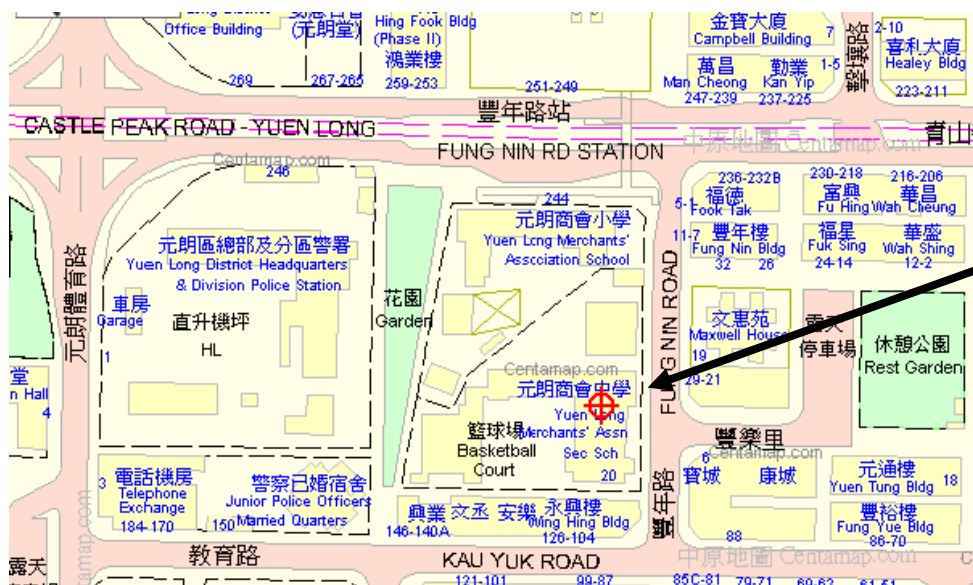 Office Building
(元朗堂)
Hing Fook Bldg
(Phase II)
鴻業樓
269
267-265
259-253
251-249
金寶大廈
Campbell Building
7
萬昌
Man Cheong
247-239
勤業
Kan Yip
1-5
237-225
擊壤路
2-10
喜利大廈
Healey Bldg
223-211
CASTLE PEAK ROAD - YUEN LONG
豐年路站
FUNG NIN RD STATION
中原地圖 Centamap.com
青山
Centamap.com
246
244
236-232B
230-218
216-206
5-1
福德
Fook Tak
富興
Fu Hing
華昌
Wah Cheung
11-7
豐年樓
Fung Nin Bldg
32
26
福星
Fuk Sing
24-14
華盛
Wah Shing
12-2
元朗商會小學
Yuen Long Merchants'
Association School
元朗區總部及分區警署
Yuen Long District Headquarters
& Division Police Station
元朗體育路
車房
Garage
直升機坪
HL
1
花園
Garden
FUNG NIN ROAD
文惠苑
Maxwell House
19
29-21
露天
停車場
休憩公園
Rest Garden
堂
n Hall
4
Centamap.com
元朗商會中學
Yuen Long
Merchants' Assn
Sec Sch
20
籃球場
Basketball
Court
豐樂里
Centamap.com
6
寶城
康城
88
元通樓
Yuen Tung Bldg
18
豐裕樓
Fung Yue Bldg
86-70
3
電話機房
Telephone
Exchange
184-170
警察已婚宿舍
Junior Police Officers
Married Quarters
150
興業
文丞
安樂
永興樓
Wing Hing Bldg
146-140A
126-104
豐年路
露天
教育路
KAU YUK ROAD
中原地圖 Centamap.com
121-101
99-87
85C-81
79-71
69-63
61-51